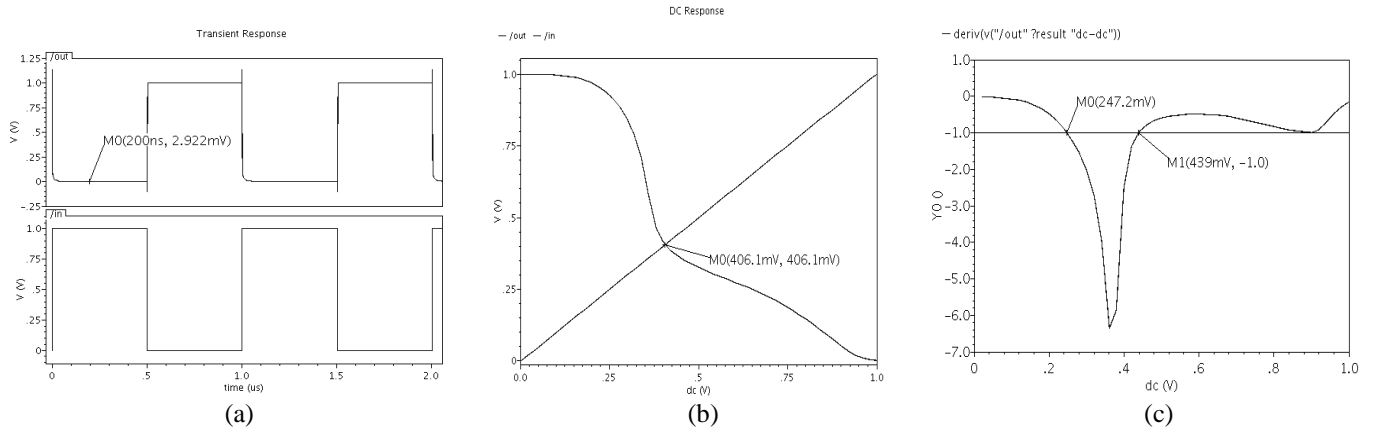 DC Response
Transient Response
— /out — /in
— deriv(v("/out" ?result "dc-dc"))
/out
V (V)
1.25
1.0
.75
.5
.25
0
-.25
M0(200ns, 2.922mV)
/in
V (V)
1.0
.75
.5
.25
0
0
.5
1.0
1.5
2.0
time (us)
(a)
V (V)
1.0
.75
.5
.25
0
M0(406.1mV, 406.1mV)
0.0
.25
.5
.75
1.0
dc (V)
(b)
Y0 ()
1.0
0
-1.0
-2.0
-3.0
-4.0
-5.0
-6.0
-7.0
M0(247.2mV)
M1(439mV, -1.0)
0
.2
.4
.6
.8
1.0
dc (V)
(c)